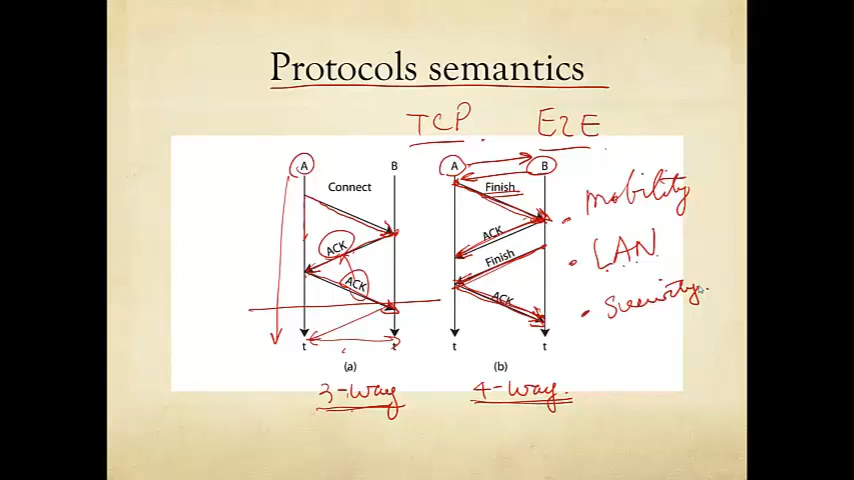 Protocols semantics
TCP E2E
A B A B
Connect Finish
ACK ACK
Finish
ACK ACK
t t t t
(a) (b)
3-way 4-way.
• Mobility
• LAN
• Security